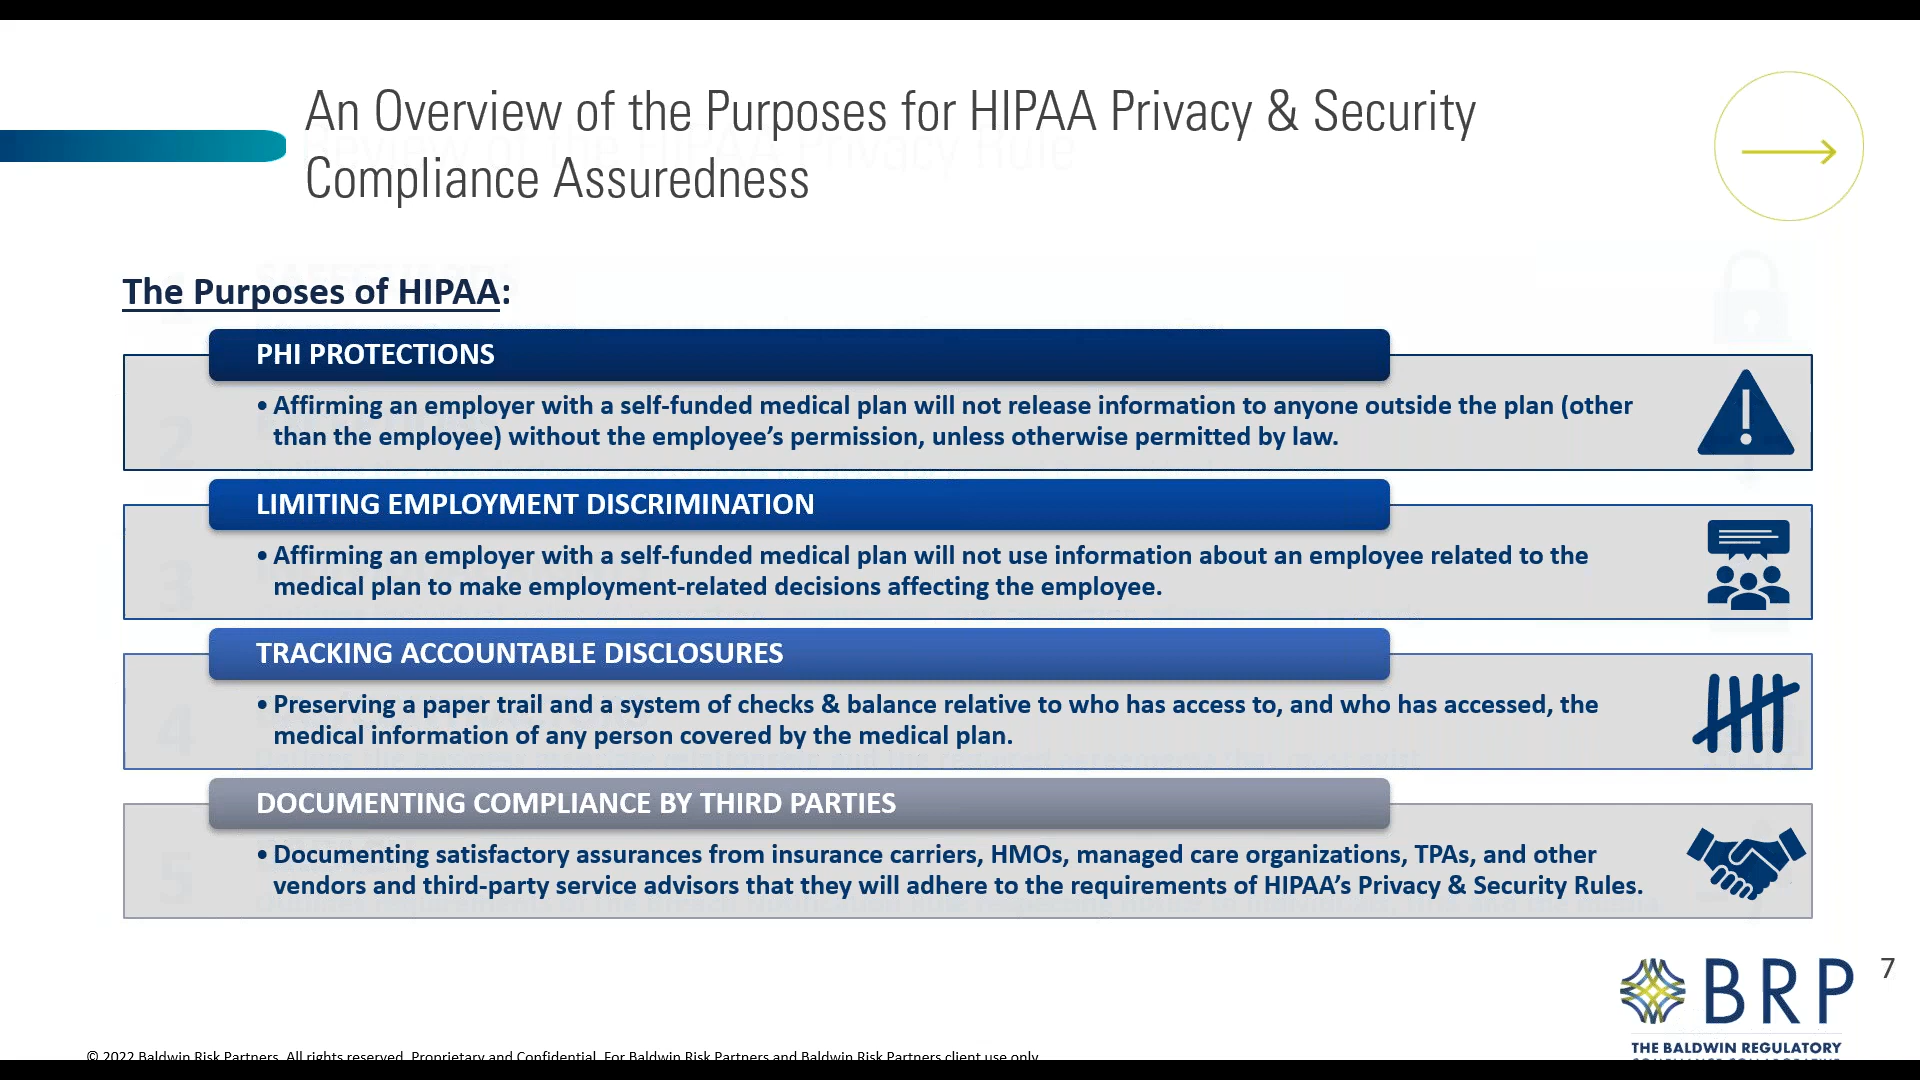 An Overview of the Purposes for HIPAA Privacy & Security
Compliance Assuredness
The Purposes of HIPAA:
PHI PROTECTIONS
• Affirming an employer with a self-funded medical plan will not release information to anyone outside the plan (other
than the employee) without the employee’s permission, unless otherwise permitted by law.
LIMITING EMPLOYMENT DISCRIMINATION
• Affirming an employer with a self-funded medical plan will not use information about an employee related to the
medical plan to make employment-related decisions affecting the employee.
TRACKING ACCOUNTABLE DISCLOSURES
• Preserving a paper trail and a system of checks & balance relative to who has access to, and who has accessed, the
medical information of any person covered by the medical plan.
DOCUMENTING COMPLIANCE BY THIRD PARTIES
• Documenting satisfactory assurances from insurance carriers, HMOs, managed care organizations, TPAs, and other
vendors and third-party service advisors that they will adhere to the requirements of HIPAA’s Privacy & Security Rules.
BRP
7
THE BALDWIN REGULATORY
© 2022 Baldwin Risk Partners. All rights reserved. Proprietary and Confidential. For Baldwin Risk Partners and Baldwin Risk Partners client use only